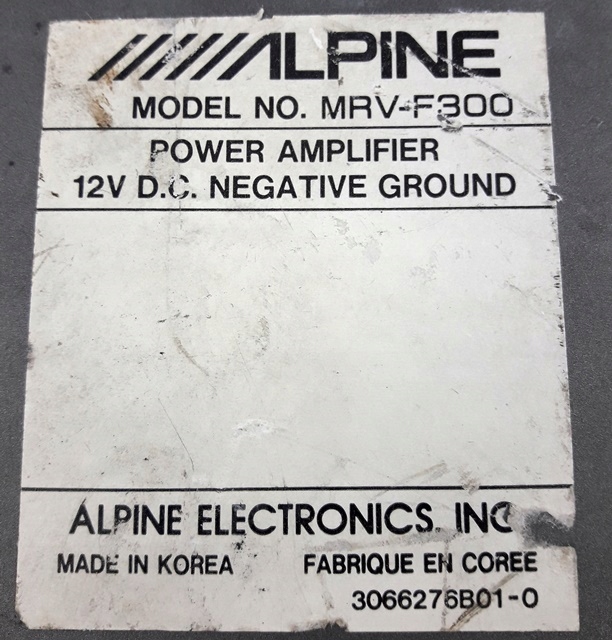 ALPINE
MODEL NO. MRV-F300
POWER AMPLIFIER
12V D.C. NEGATIVE GROUND
ALPINE ELECTRONICS, INC
MADE IN KOREA FABRIQUE EN COREE
3066276B01-0